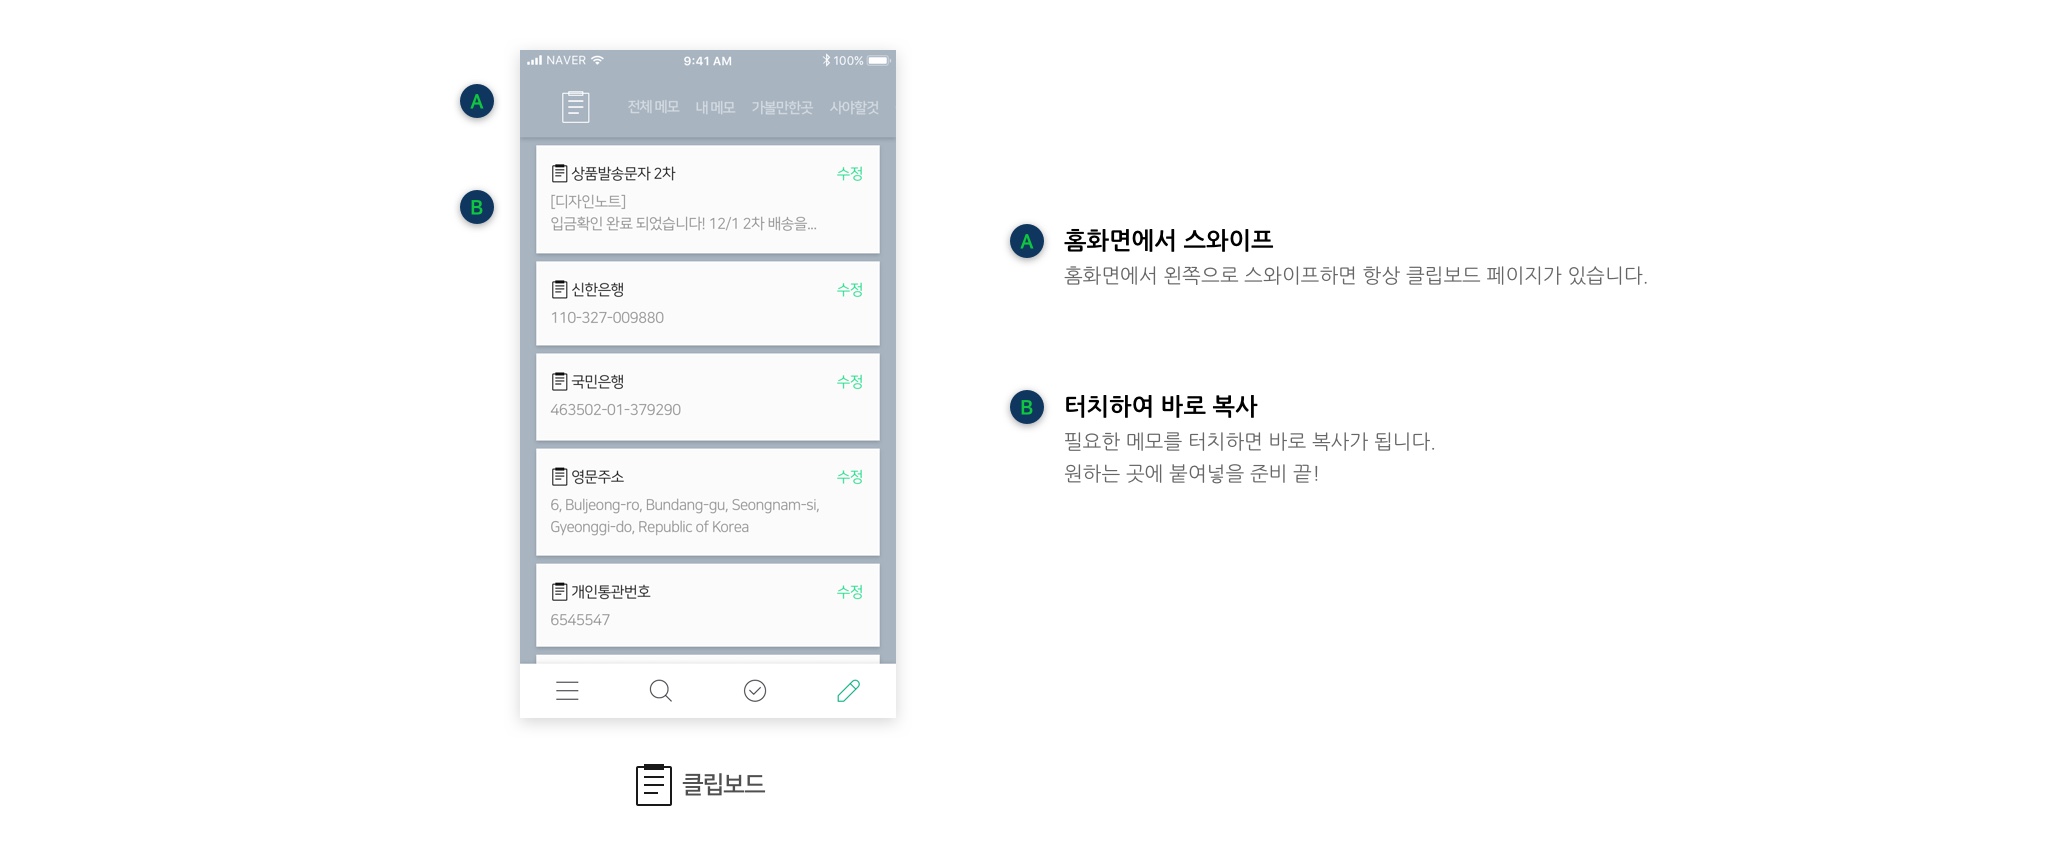 NAVER 9:41 AM 100%
A
전체 메모 내 메모 가볼만한곳 사야할것
B
상품발송문자 2차 수정
[디자인노트]
입금확인 완료 되었습니다! 12/1 2차 배송을...
신한은행 수정
110-327-009880
국민은행 수정
463502-01-379290
영문주소 수정
6, Buljeong-ro, Bundang-gu, Seongnam-si,
Gyeonggi-do, Republic of Korea
개인통관번호 수정
6545547
클립보드
A 홈화면에서 스와이프
홈화면에서 왼쪽으로 스와이프하면 항상 클립보드 페이지가 있습니다.
B 터치하여 바로 복사
필요한 메모를 터치하면 바로 복사가 됩니다.
원하는 곳에 붙여넣을 준비 끝!